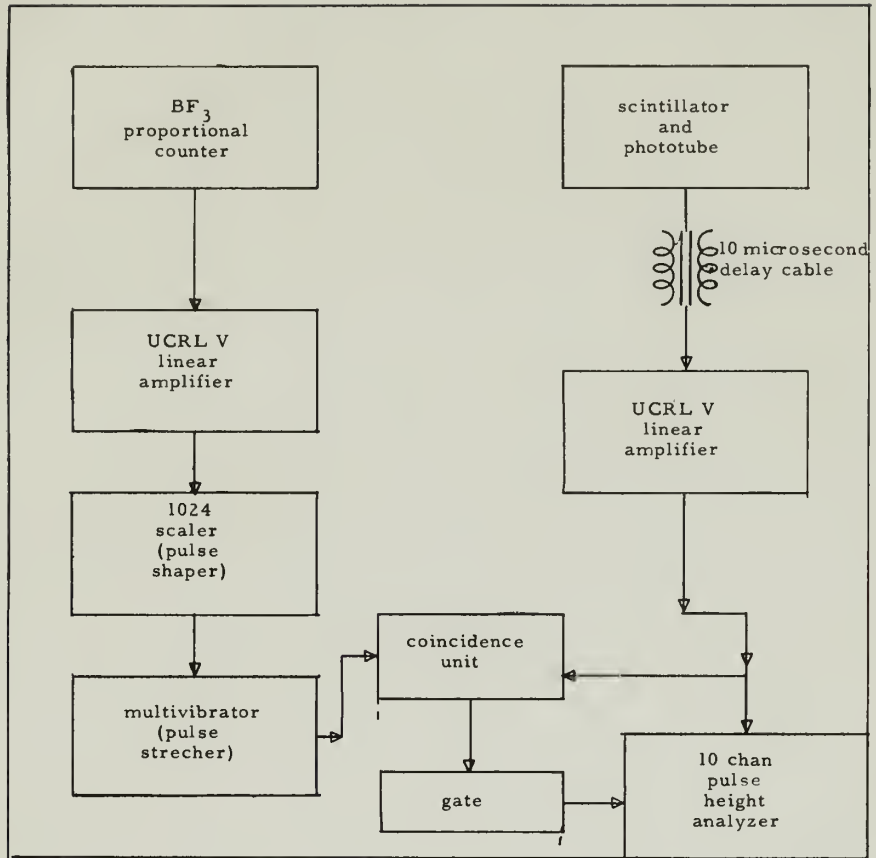 BF3
proportional
counter
scintillator
and
phototube
10 microsecond
delay cable
UCRL V
linear
amplifier
UCRL V
linear
amplifier
1024
scaler
(pulse
shaper)
coincidence
unit
multivibrator
(pulse
strecher)
gate
10 chan
pulse
height
analyzer